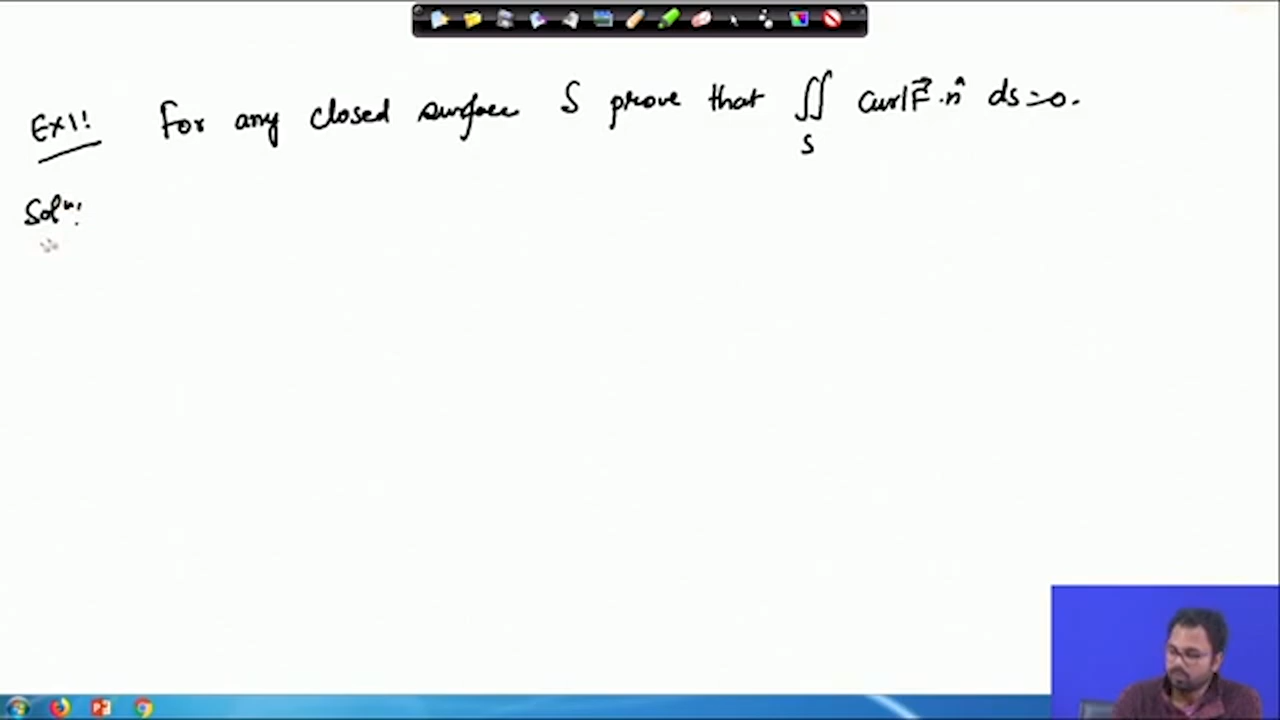 Ex1: For any closed surface S prove that ∬_S curl F⃗ · n̂ ds = 0.
Solⁿ: